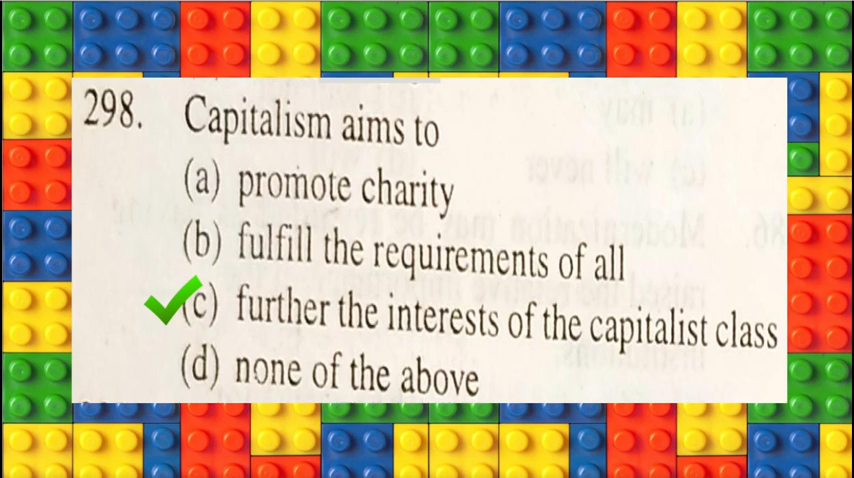 298. Capitalism aims to
(a) promote charity
(b) fulfill the requirements of all
(c) further the interests of the capitalist class
(d) none of the above